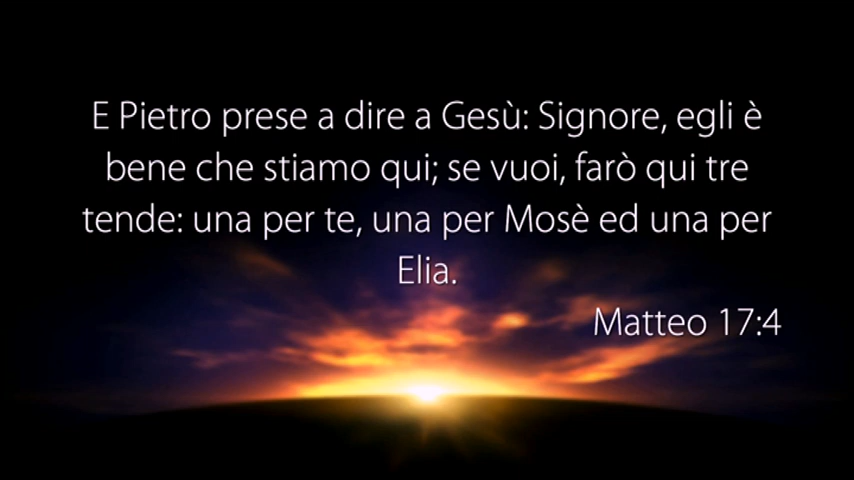 E Pietro prese a dire a Gesù: Signore, egli è
bene che stiamo qui; se vuoi, farò qui tre
tende: una per te, una per Mosè ed una per
Elia.
Matteo 17:4